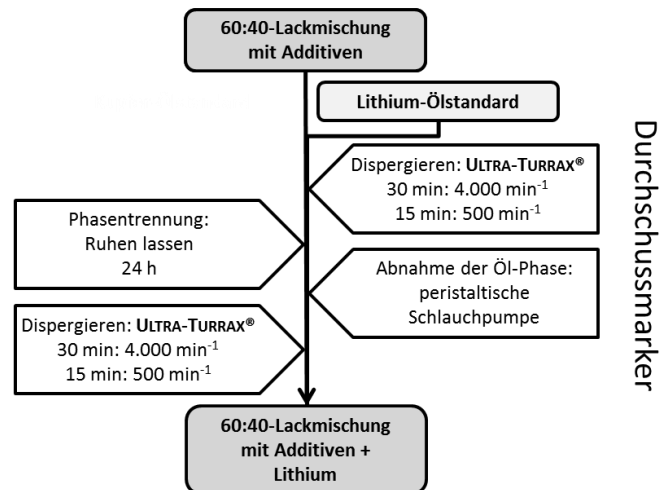 60:40-Lackmischung
mit Additiven
Lithium-Ölstandard
Dispergieren: ULTRA-TURRAX®
30 min: 4.000 min⁻¹
15 min: 500 min⁻¹
Phasentrennung:
Ruhen lassen
24 h
Abnahme der Öl-Phase:
peristaltische
Schlauchpumpe
Dispergieren: ULTRA-TURRAX®
30 min: 4.000 min⁻¹
15 min: 500 min⁻¹
60:40-Lackmischung
mit Additiven +
Lithium
Durchschussmarker